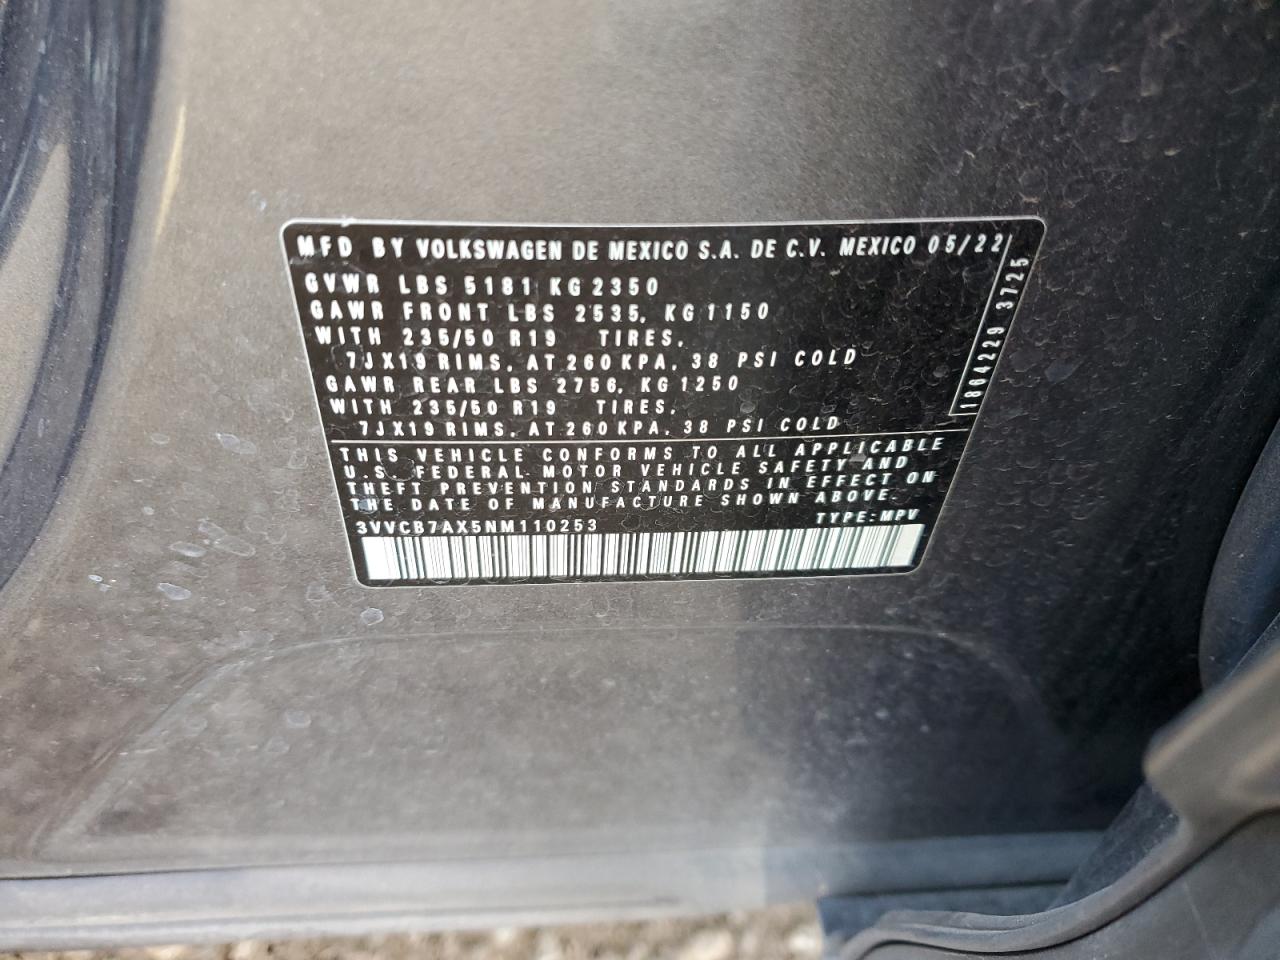 MFD BY VOLKSWAGEN DE MEXICO S.A. DE C.V. MEXICO 05/22
GVWR LBS 5181 KG 2350
GAWR FRONT LBS 2535, KG 1150
WITH 235/50 R19 TIRES,
7JX19 RIMS, AT 260 KPA, 38 PSI COLD
GAWR REAR LBS 2756, KG 1250
WITH 235/50 R19 TIRES,
7JX19 RIMS, AT 260 KPA, 38 PSI COLD
1864229 3725
THIS VEHICLE CONFORMS TO ALL APPLICABLE
U.S. FEDERAL MOTOR VEHICLE SAFETY AND
THEFT PREVENTION STANDARDS IN EFFECT ON
THE DATE OF MANUFACTURE SHOWN ABOVE.
3VVCB7AX5NM110253 TYPE: MPV